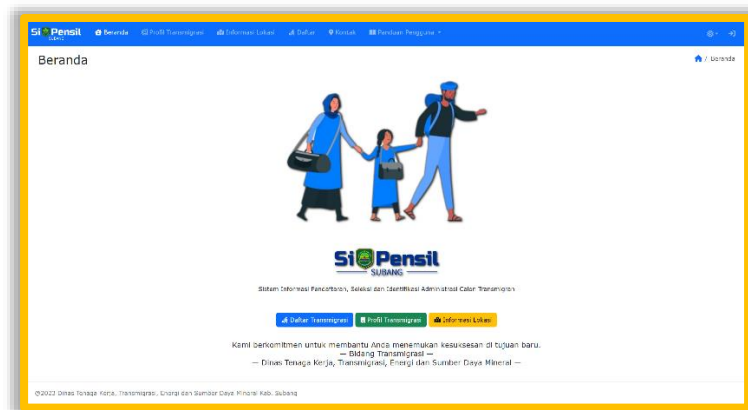 Si Pensil
SUBANG
Beranda
Profil Transmigrasi
Informasi Lokasi
Daftar
Kontak
Panduan Pengguna
Beranda
/ Beranda
Si Pensil
SUBANG
Sistem Informasi Pendaftaran, Seleksi dan Identifikasi Administrasi Calon Transmigran
Daftar Transmigrasi
Profil Transmigrasi
Informasi Lokasi
Kami berkomitmen untuk membantu Anda menemukan kesuksesan di tujuan baru.
— Bidang Transmigrasi —
— Dinas Tenaga Kerja, Transmigrasi, Energi dan Sumber Daya Mineral —
@2023 Dinas Tenaga Kerja, Transmigrasi, Energi dan Sumber Daya Mineral Kab. Subang